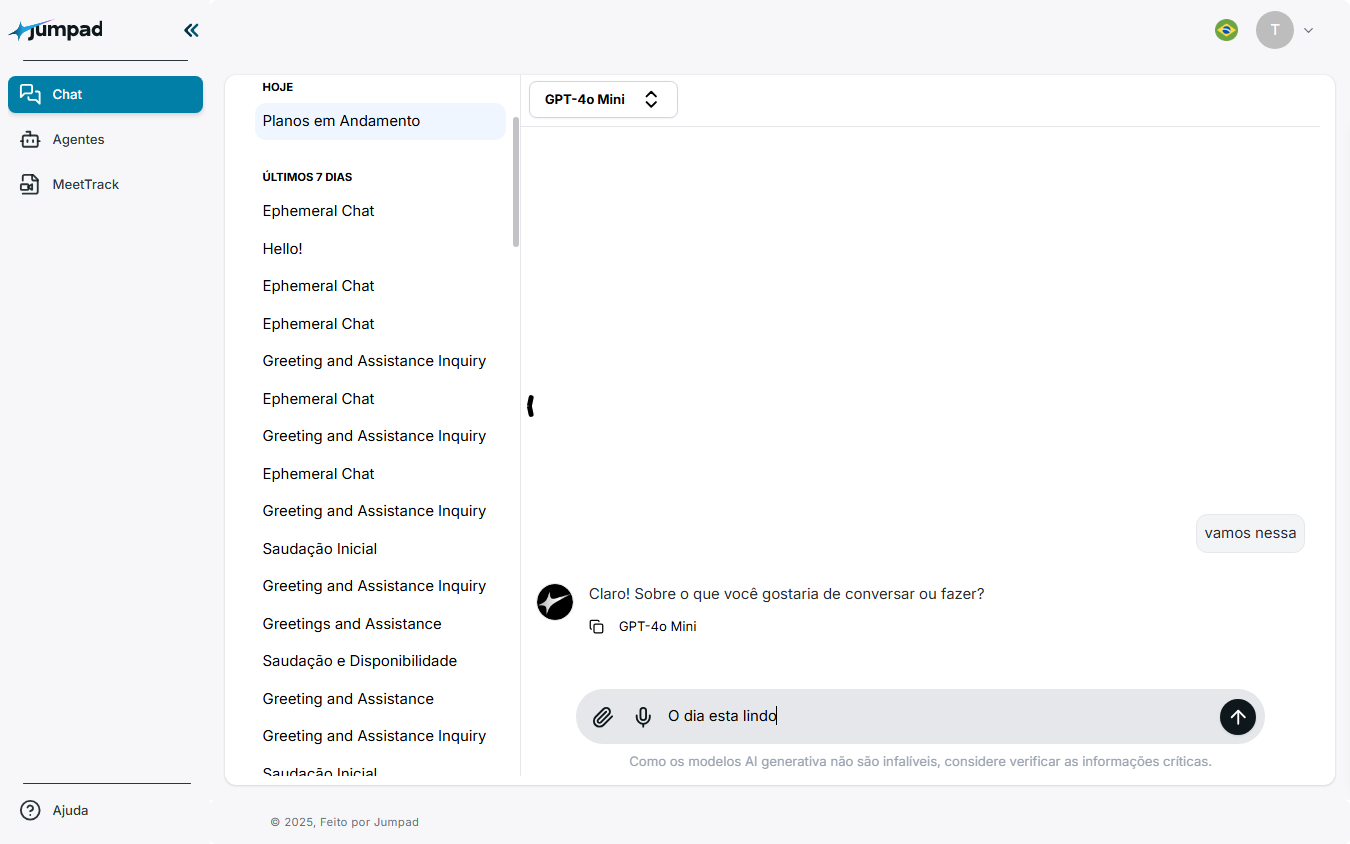 Jumpad
T
Chat
Agentes
MeetTrack
Ajuda
HOJE
Planos em Andamento
ÚLTIMOS 7 DIAS
Ephemeral Chat
Hello!
Ephemeral Chat
Ephemeral Chat
Greeting and Assistance Inquiry
Ephemeral Chat
Greeting and Assistance Inquiry
Ephemeral Chat
Greeting and Assistance Inquiry
Saudação Inicial
Greeting and Assistance Inquiry
Greetings and Assistance
Saudação e Disponibilidade
Greeting and Assistance
Greeting and Assistance Inquiry
Saudação Inicial
GPT-4o Mini
vamos nessa
Claro! Sobre o que você gostaria de conversar ou fazer?
GPT-4o Mini
O dia esta lindo
Como os modelos AI generativa não são infalíveis, considere verificar as informações críticas.
© 2025, Feito por Jumpad